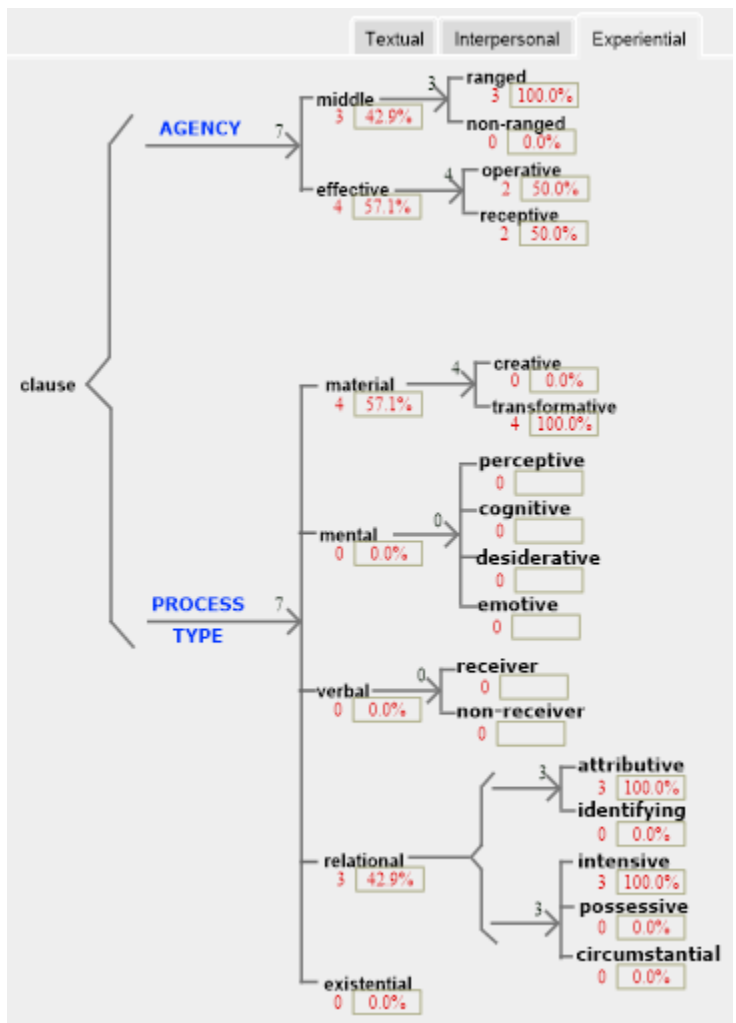 Textual Interpersonal Experiential
3 ranged
3 100.0%
middle
3 42.9%
non-ranged
0 0.0%
AGENCY 7
4 operative
2 50.0%
effective
4 57.1%
receptive
2 50.0%
clause
4 creative
0 0.0%
material
4 57.1%
transformative
4 100.0%
perceptive
0
cognitive
0
mental 0
0 0.0%
desiderative
0
emotive
0
PROCESS 7
TYPE
0 receiver
0
verbal
0 0.0%
non-receiver
0
3 attributive
3 100.0%
identifying
0 0.0%
relational
3 42.9%
intensive
3 100.0%
3 possessive
0 0.0%
circumstantial
0 0.0%
existential
0 0.0%